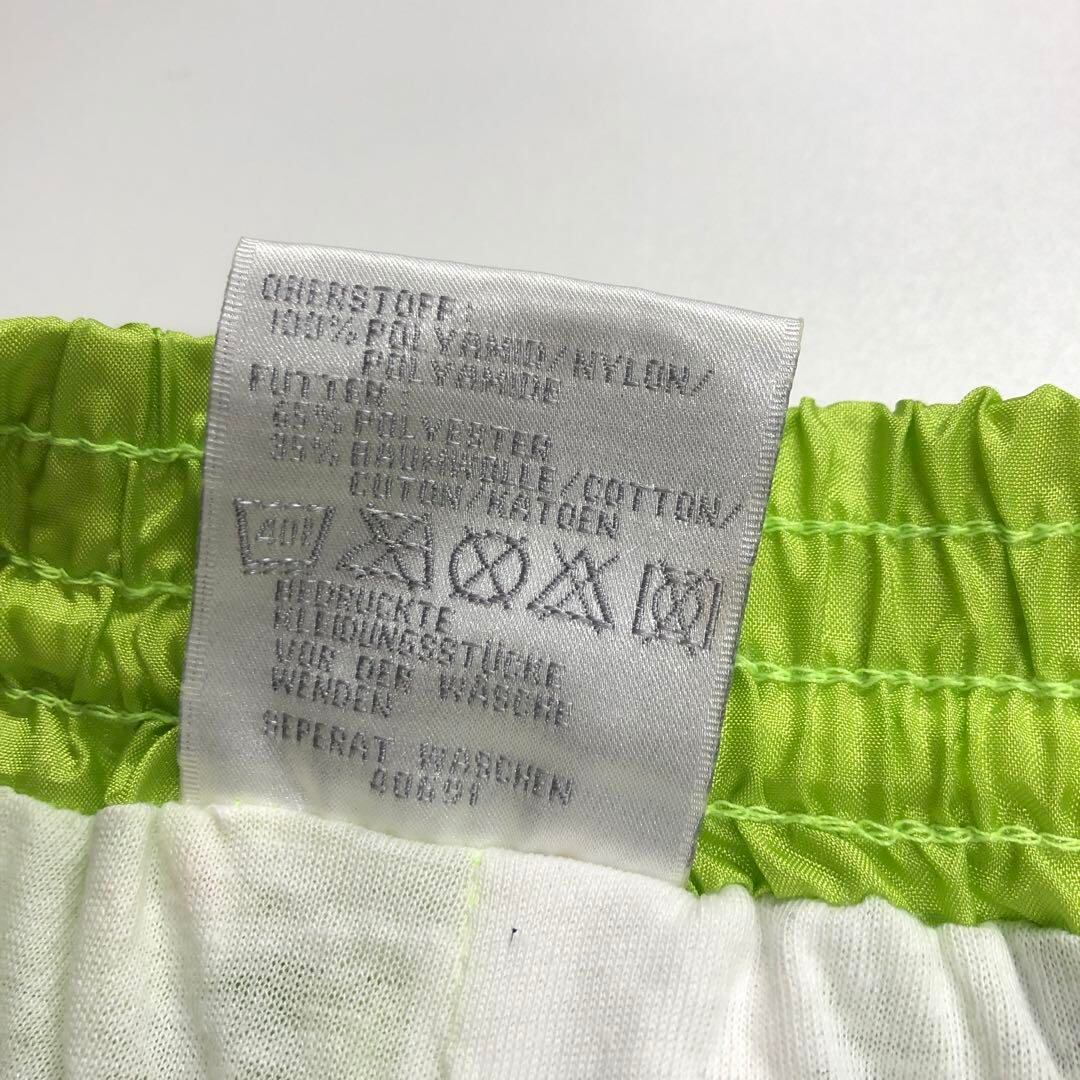 OBERSTOFF:
100% POLYAMID/NYLON/
POLYAMIDE
FUTTER:
65% POLYESTER
35% BAUMWOLLE/COTTON/
COTON/KATOEN
40°
BEDRUCKTE
KLEIDUNGSSTÜCKE
VOR DER WÄSCHE
WENDEN
SEPERAT WASCHEN
40691